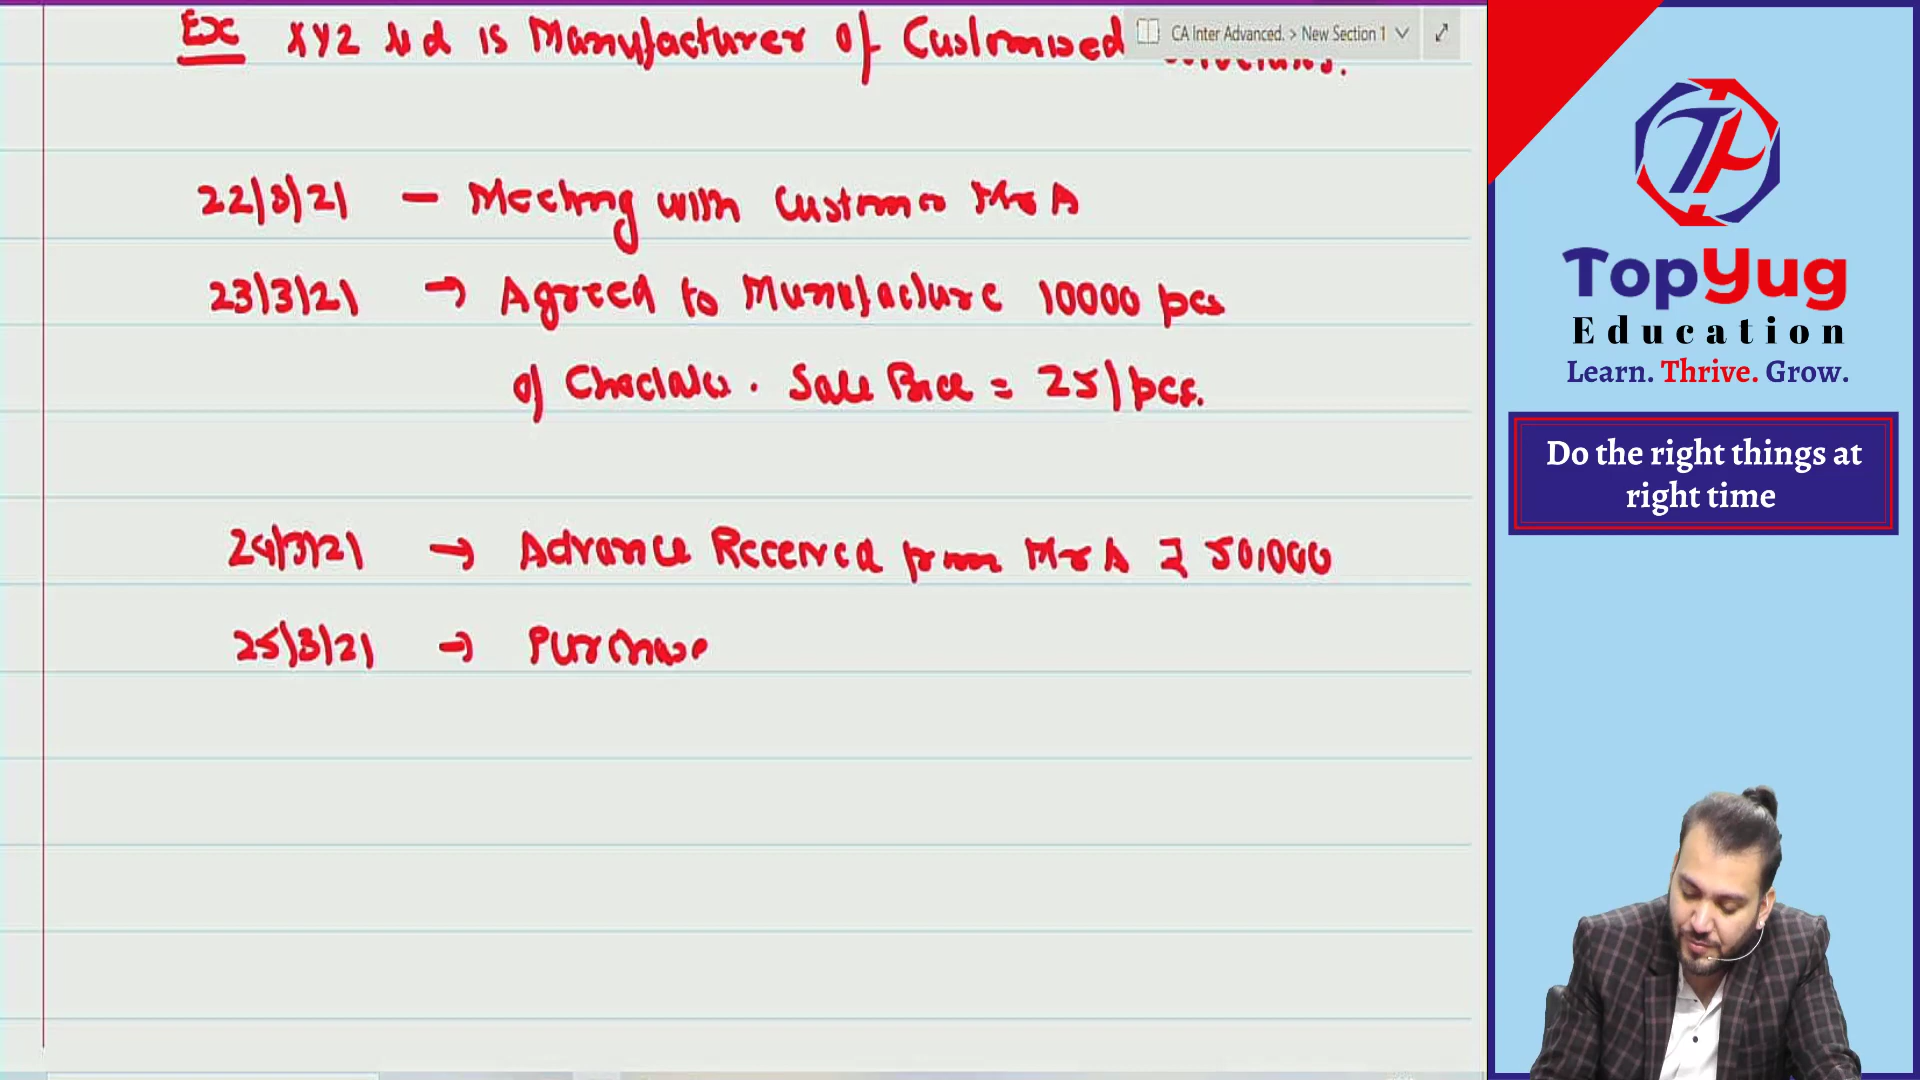 Ex XYZ Ltd is Manufacturer of Customised
CA Inter Advanced. > New Section 1
22/3/21 - Meeting with Customer Mr A
23/3/21 → Agreed to Manufacture 10000 pcs
of Choclates. Sale Price = 25/pcs.
24/3/21 → Advance Received from Mr A ₹ 50,000
25/3/21 → Purchase
TopYug
Education
Learn. Thrive. Grow.
Do the right things at
right time